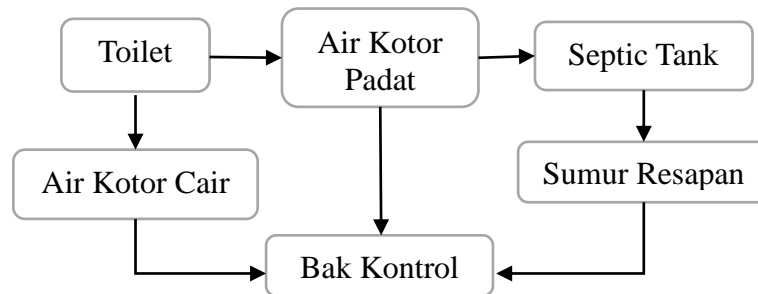 Toilet
Air Kotor
Padat
Septic Tank
Air Kotor Cair
Sumur Resapan
Bak Kontrol